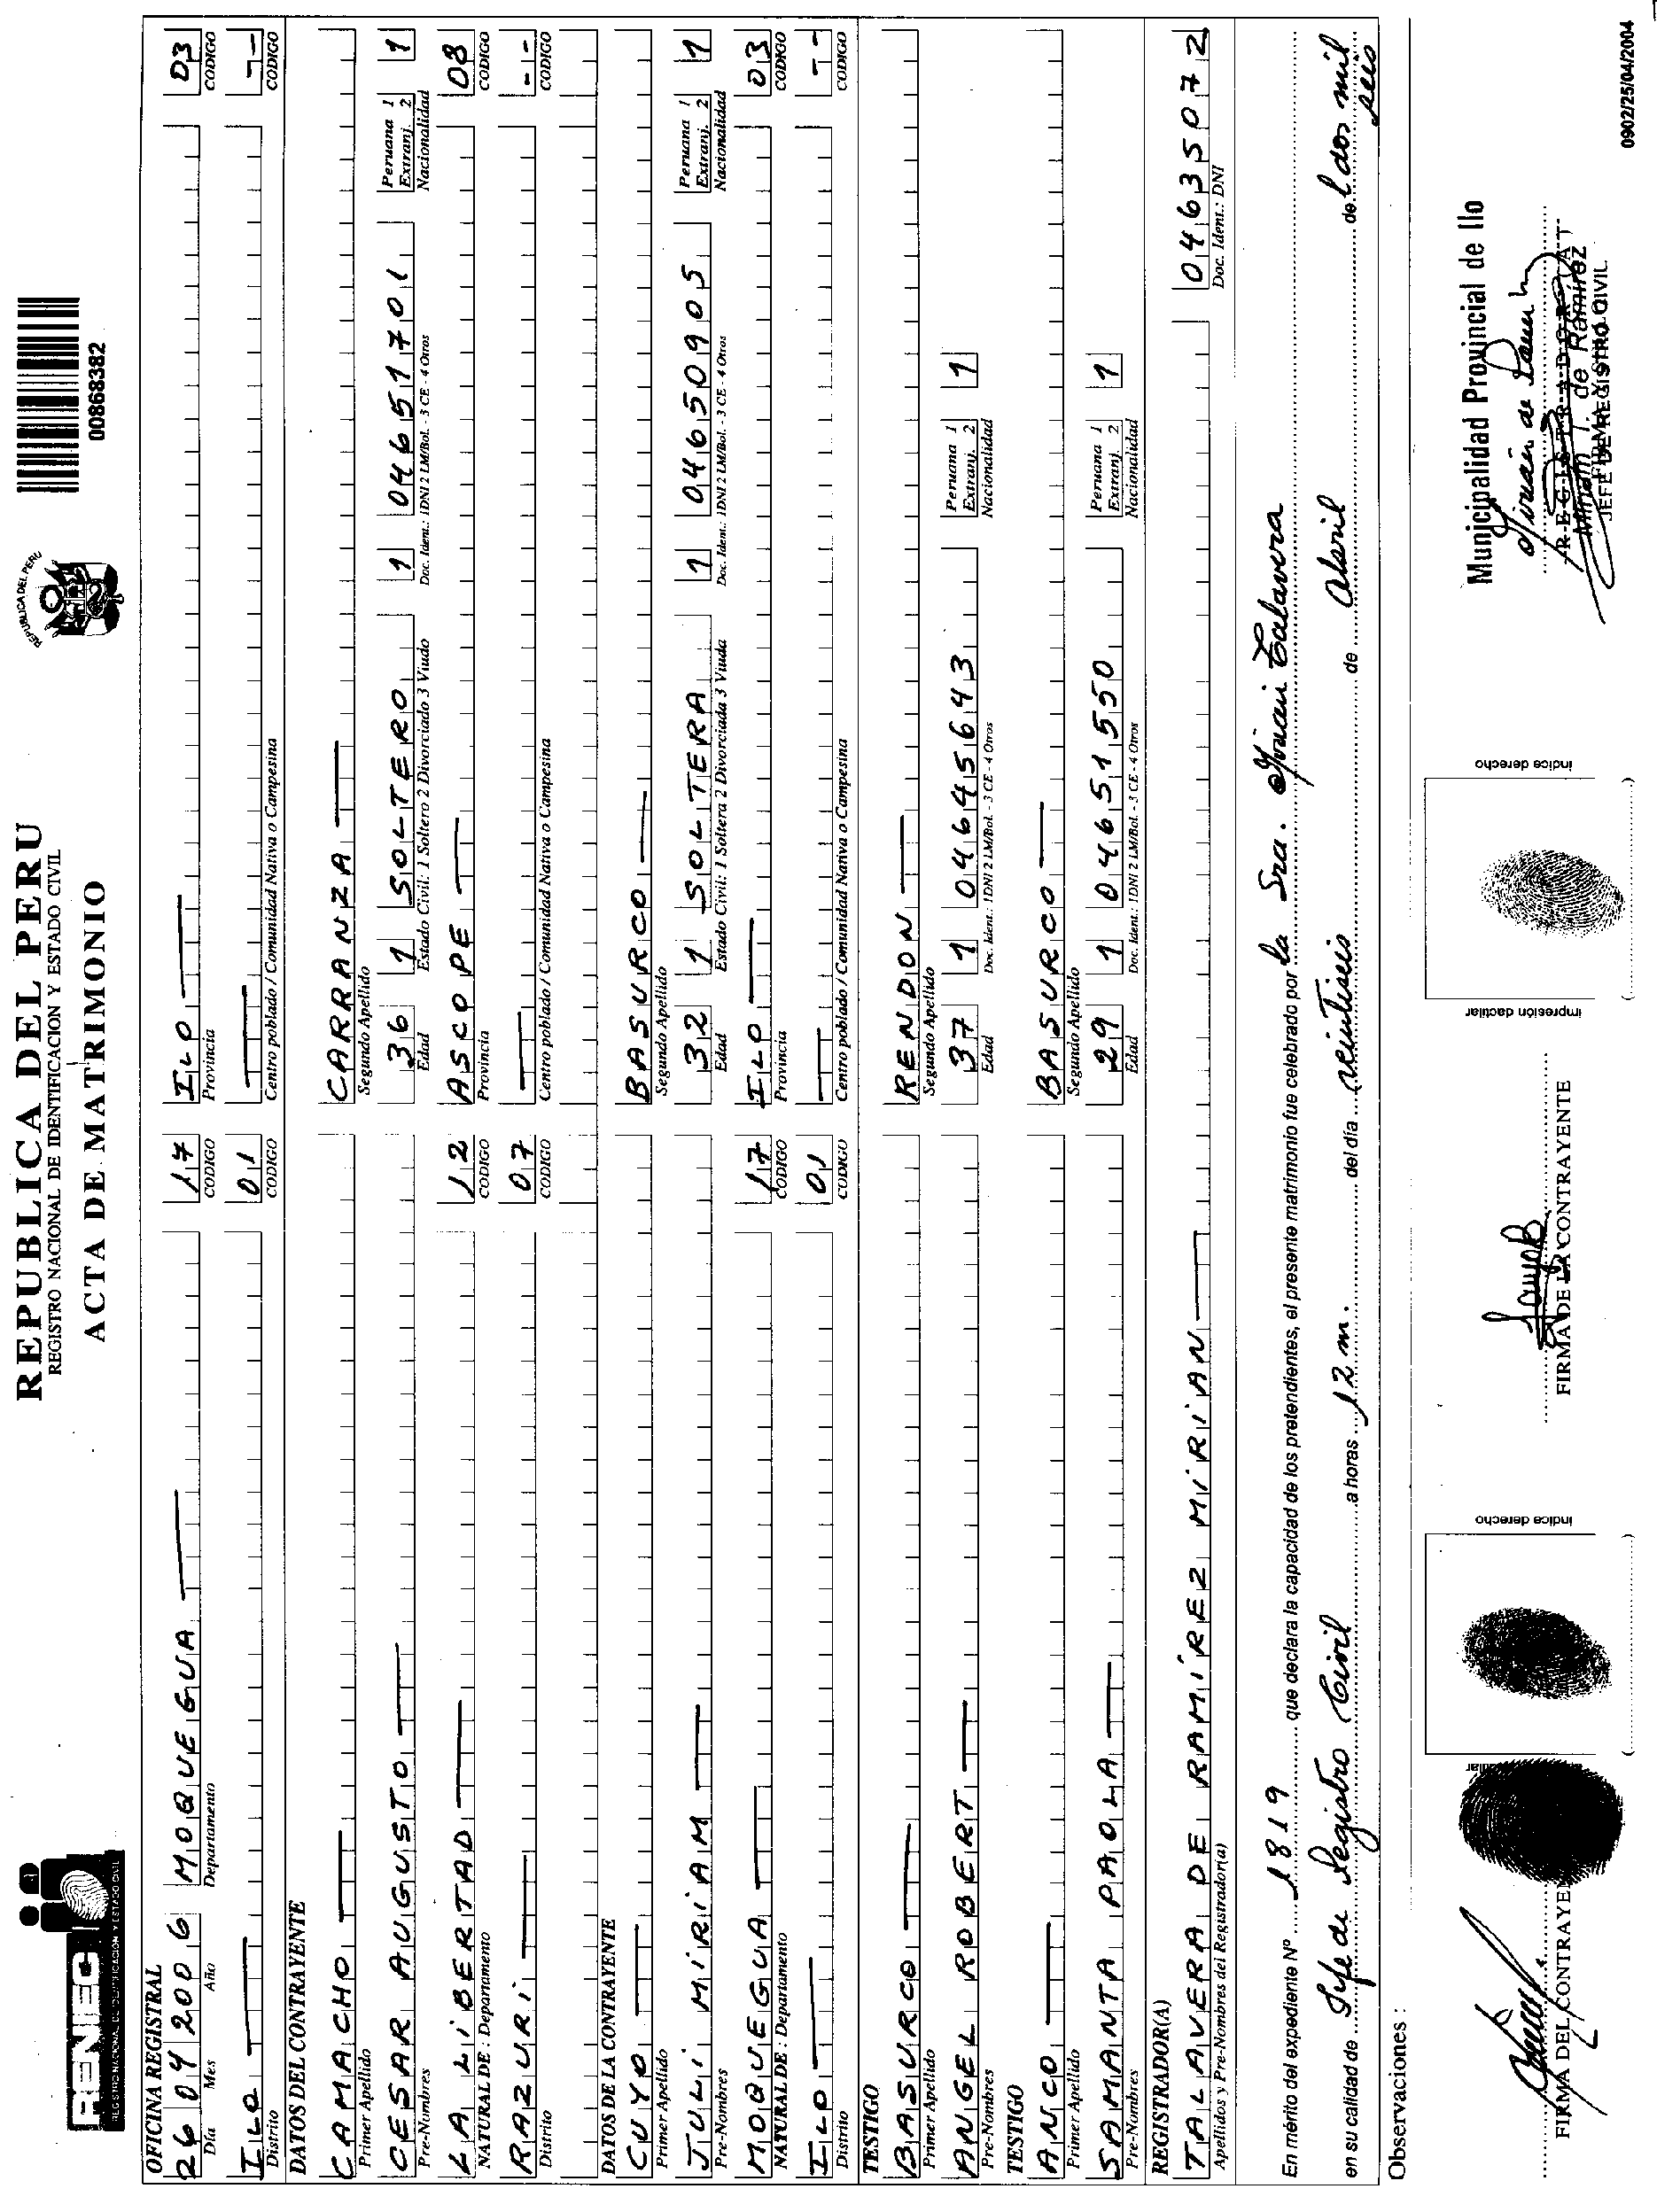 RENIEC
REGISTRO NACIONAL DE IDENTIFICACION Y ESTADO CIVIL
REPUBLICA DEL PERU
REGISTRO NACIONAL DE IDENTIFICACION Y ESTADO CIVIL
ACTA DE MATRIMONIO
REPUBLICA DEL PERU
00868382
OFICINA REGISTRAL
26 04 2006 MOQUEGUA 17 ILO 03
Día Mes Año Departamento CODIGO Provincia CODIGO
ILO 01 -- 
Distrito CODIGO Centro poblado / Comunidad Nativa o Campesina CODIGO
DATOS DEL CONTRAYENTE
CAMACHO CARRANZA
Primer Apellido Segundo Apellido
CESAR AUGUSTO 36 1 SOLTERO 1 04651701 Peruana 1 Extranj. 2 1
Pre-Nombres Edad Estado Civil: 1 Soltero 2 Divorciado 3 Viudo Doc. Ident.: 1DNI 2 LM/Bol. - 3 CE - 4 Otros Nacionalidad
LA LIBERTAD 12 ASCOPE 08
NATURAL DE : Departamento CODIGO Provincia CODIGO
RAZURI 07 --
Distrito CODIGO Centro poblado / Comunidad Nativa o Campesina CODIGO
DATOS DE LA CONTRAYENTE
CUYO BASURCO
Primer Apellido Segundo Apellido
JULI MIRIAM 32 1 SOLTERA 1 04650905 Peruana 1 Extranj. 2 1
Pre-Nombres Edad Estado Civil: 1 Soltera 2 Divorciada 3 Viuda Doc. Ident.: 1DNI 2 LM/Bol. - 3 CE - 4 Otros Nacionalidad
MOQUEGUA 17 ILO 03
NATURAL DE : Departamento CODIGO Provincia CODIGO
ILO 01 --
Distrito CODIGO Centro poblado / Comunidad Nativa o Campesina CODIGO
TESTIGO
BASURCO RENDON
Primer Apellido Segundo Apellido
ANGEL ROBERT 37 1 04645643 Peruana 1 Extranj. 2 1
Pre-Nombres Edad Doc. Ident.: 1DNI 2 LM/Bol. - 3 CE - 4 Otros Nacionalidad
TESTIGO
ANCO BASURCO
Primer Apellido Segundo Apellido
SAMANTA PAOLA 29 1 04651550 Peruana 1 Extranj. 2 1
Pre-Nombres Edad Doc. Ident.: 1DNI 2 LM/Bol. - 3 CE - 4 Otros Nacionalidad
REGISTRADOR(A)
TALAVERA DE RAMIREZ MIRIAN 04635072
Apellidos y Pre-Nombres del Registrador(a) Doc. Ident.: DNI
En mérito del expediente Nº 1819 que declara la capacidad de los pretendientes, el presente matrimonio fue celebrado por la Sra. Mirian Talavera
en su calidad de Jefe de Registro Civil a horas 12 m. del día veintiseis de Abril de l dos mil seis
Observaciones :
Municipalidad Provincial de Ilo
REGISTRADOR(A)
Miriam T. de Ramirez
FIRMA Y SELLO
JEFE DE REGISTRO CIVIL
FIRMA DEL CONTRAYENTE
índice derecho
FIRMA DE LA CONTRAYENTE
impresión dactilar
índice derecho
0902/25/04/2004